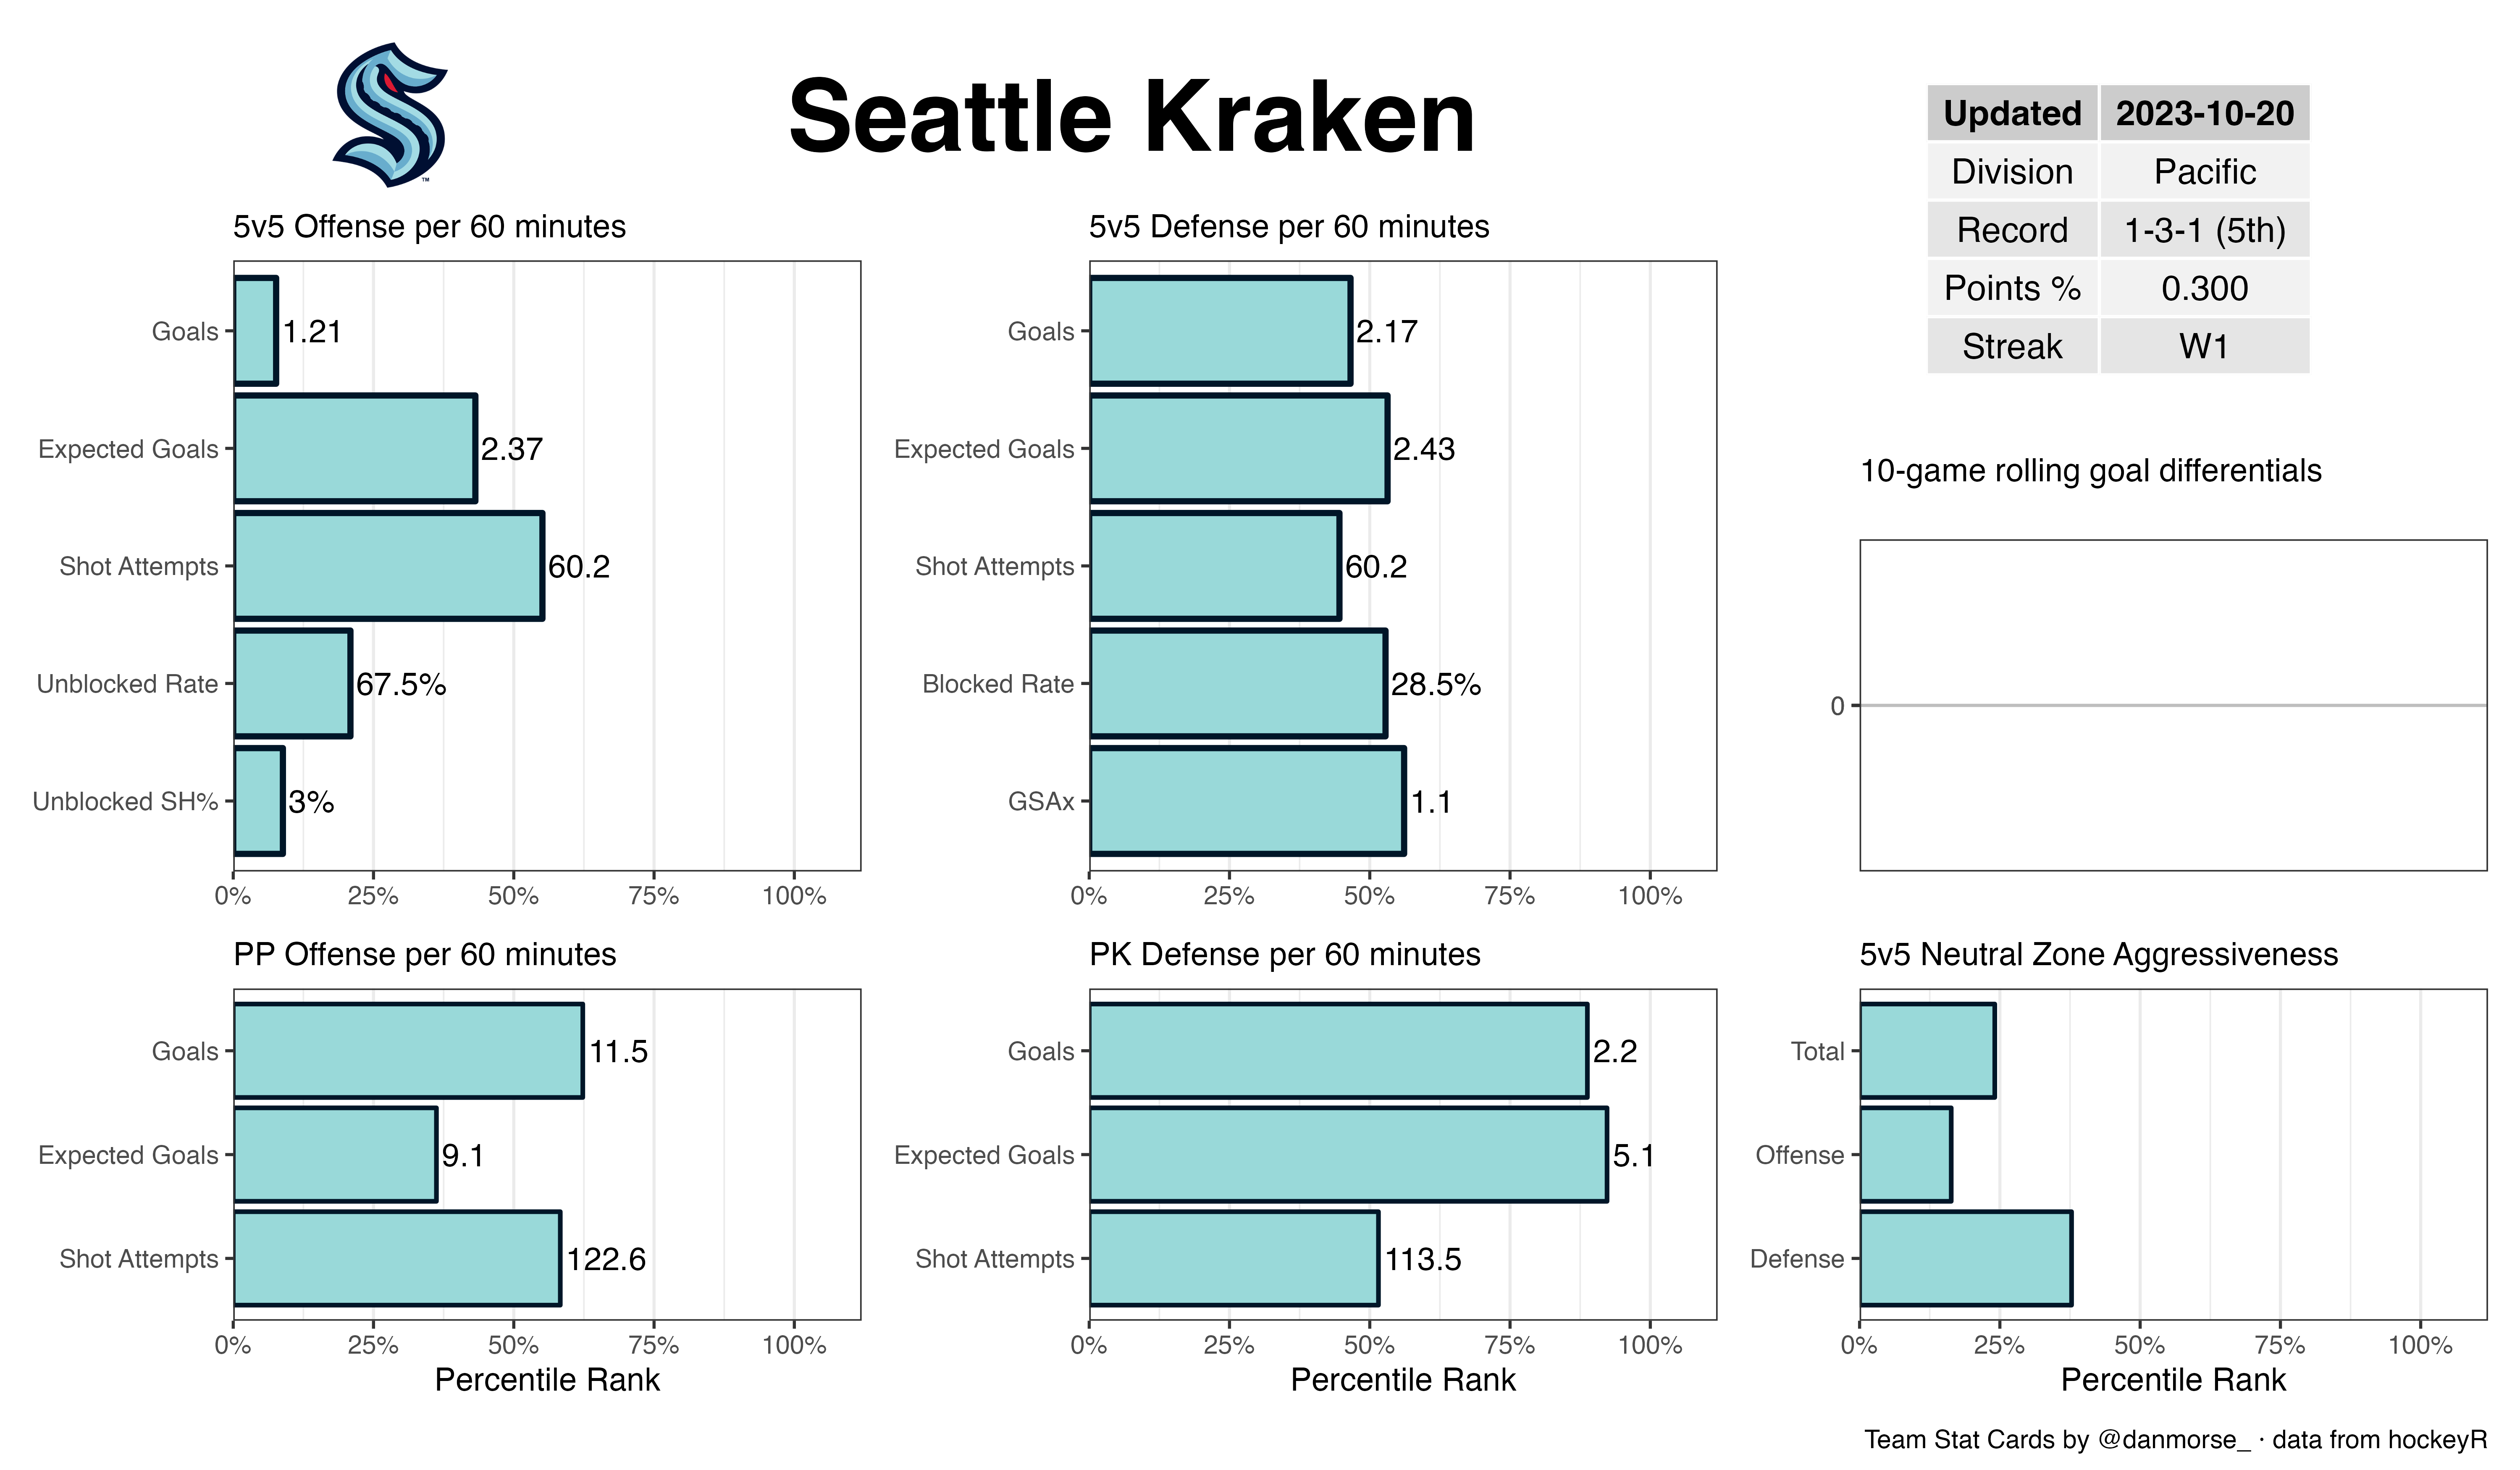 Seattle Kraken
TM
Updated 2023-10-20
Division Pacific
Record 1-3-1 (5th)
Points % 0.300
Streak W1
5v5 Offense per 60 minutes
Goals 1.21
Expected Goals 2.37
Shot Attempts 60.2
Unblocked Rate 67.5%
Unblocked SH% 3%
0% 25% 50% 75% 100%
5v5 Defense per 60 minutes
Goals 2.17
Expected Goals 2.43
Shot Attempts 60.2
Blocked Rate 28.5%
GSAx 1.1
0% 25% 50% 75% 100%
10-game rolling goal differentials
0
PP Offense per 60 minutes
Goals 11.5
Expected Goals 9.1
Shot Attempts 122.6
0% 25% 50% 75% 100%
Percentile Rank
PK Defense per 60 minutes
Goals 2.2
Expected Goals 5.1
Shot Attempts 113.5
0% 25% 50% 75% 100%
Percentile Rank
5v5 Neutral Zone Aggressiveness
Total
Offense
Defense
0% 25% 50% 75% 100%
Percentile Rank
Team Stat Cards by @danmorse_ · data from hockeyR